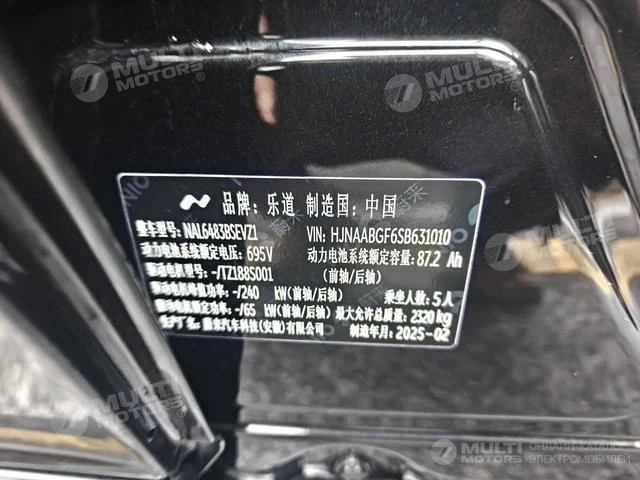 MULTI
MOTORS®
MULTI
MOTORS
品牌：乐道 制造国：中国
整车型号：NAL6483BSEVZ1 VIN: HJNAABGF6SB631010
动力电池系统额定电压：695V 动力电池系统额定容量：87.2 Ah
驱动电机型号：-/TZ188S001 (前轴/后轴)
驱动电机峰值功率：-/240 kW(前轴/后轴) 乘坐人数：5人
驱动电机额定功率：-/65 kW(前轴/后轴) 最大允许总质量：2320kg
生产厂名：蔚来汽车科技(安徽)有限公司 制造年月：2025-02
MULTI
MOTORS
MULTI
MOTORS
ОНЛАЙН-КАТАЛОГ
ЭЛЕКТРОМОБИЛЕЙ